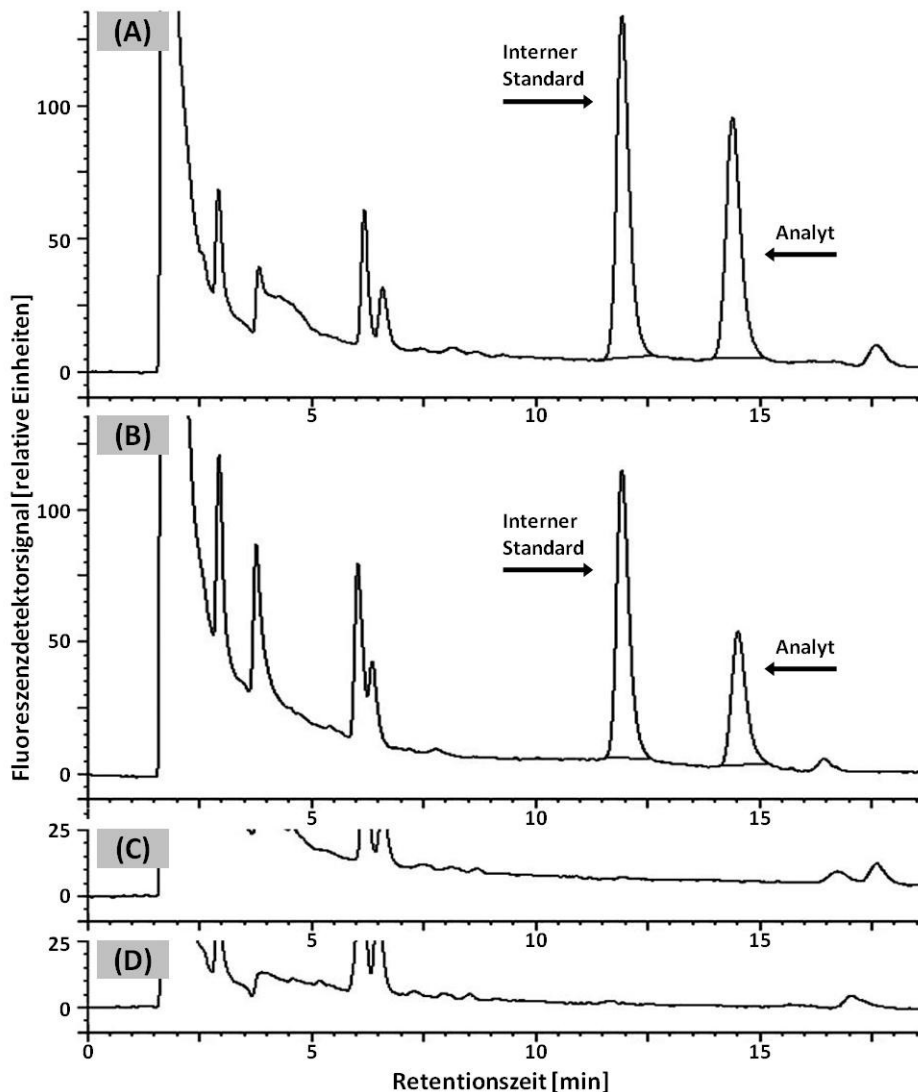 (A)
Interner
Standard
Analyt
100
50
0
5
10
15
(B)
Interner
Standard
Analyt
100
50
0
5
10
15
(C)
25
0
5
10
15
(D)
25
0
0
5
10
15
Fluoreszenzdetektorsignal [relative Einheiten]
Retentionszeit [min]